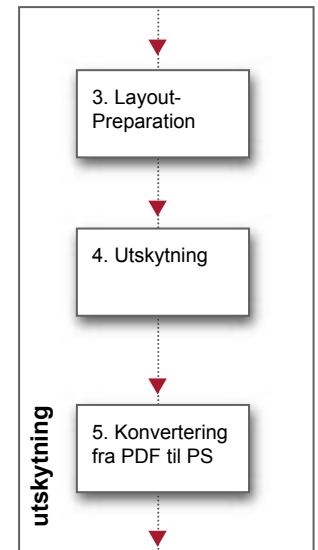 3. Layout-
Preparation
4. Utskytning
5. Konvertering
fra PDF til PS
utskytning